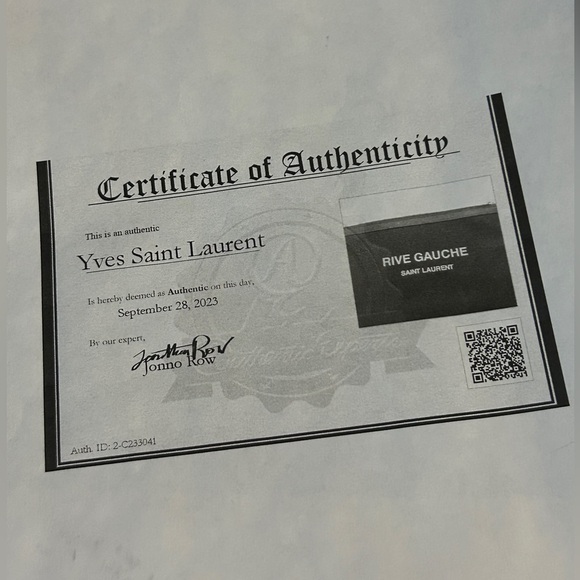 Certificate of Authenticity
This is an authentic
Yves Saint Laurent
Is hereby deemed as Authentic on this day,
September 28, 2023
By our expert,
Jonno Row
Auth. ID: 2-C233041
RIVE GAUCHE
SAINT LAURENT